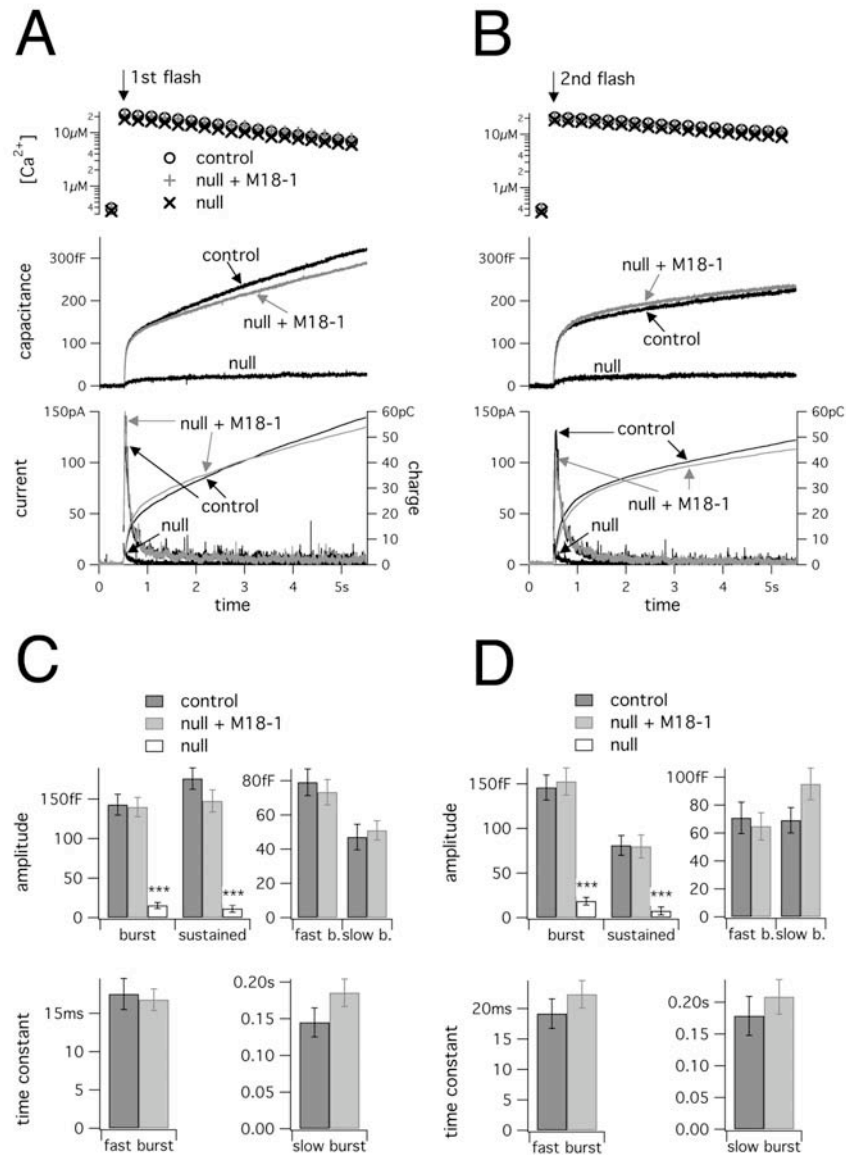 A
B
1st flash
2nd flash
[Ca2+]
2
10µM
4
2
1µM
4
control
null + M18-1
null
2
10µM
4
2
1µM
4
capacitance
300fF
200
100
0
control
null + M18-1
null
300fF
200
100
0
null + M18-1
control
null
current
150pA
100
50
0
null + M18-1
control
null
60pC
50
40
30
20
10
0
charge
0 1 2 3 4 5s
time
150pA
100
50
0
control
null + M18-1
null
60pC
50
40
30
20
10
0
0 1 2 3 4 5s
time
C
D
control
null + M18-1
null
control
null + M18-1
null
amplitude
150fF
100
50
0
***
***
burst sustained
80fF
60
40
20
0
fast b. slow b.
amplitude
150fF
100
50
0
***
***
burst sustained
100fF
80
60
40
20
0
fast b. slow b.
time constant
15ms
10
5
0
fast burst
0.20s
0.15
0.10
0.05
0.00
slow burst
time constant
20ms
15
10
5
0
fast burst
0.20s
0.15
0.10
0.05
0.00
slow burst